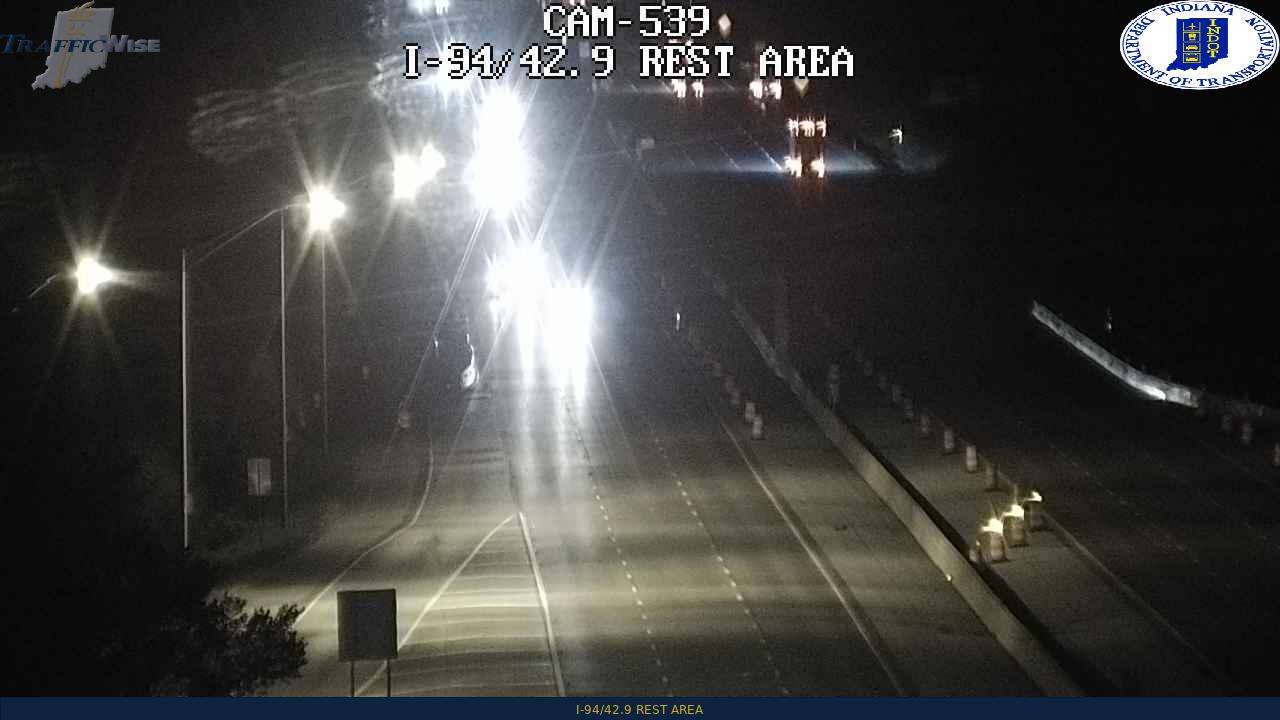 CAM-539
I-94/42.9 REST AREA
TRAFFICWISE
INDIANA
DEPARTMENT OF TRANSPORTATION
INDOT
I-94/42.9 REST AREA